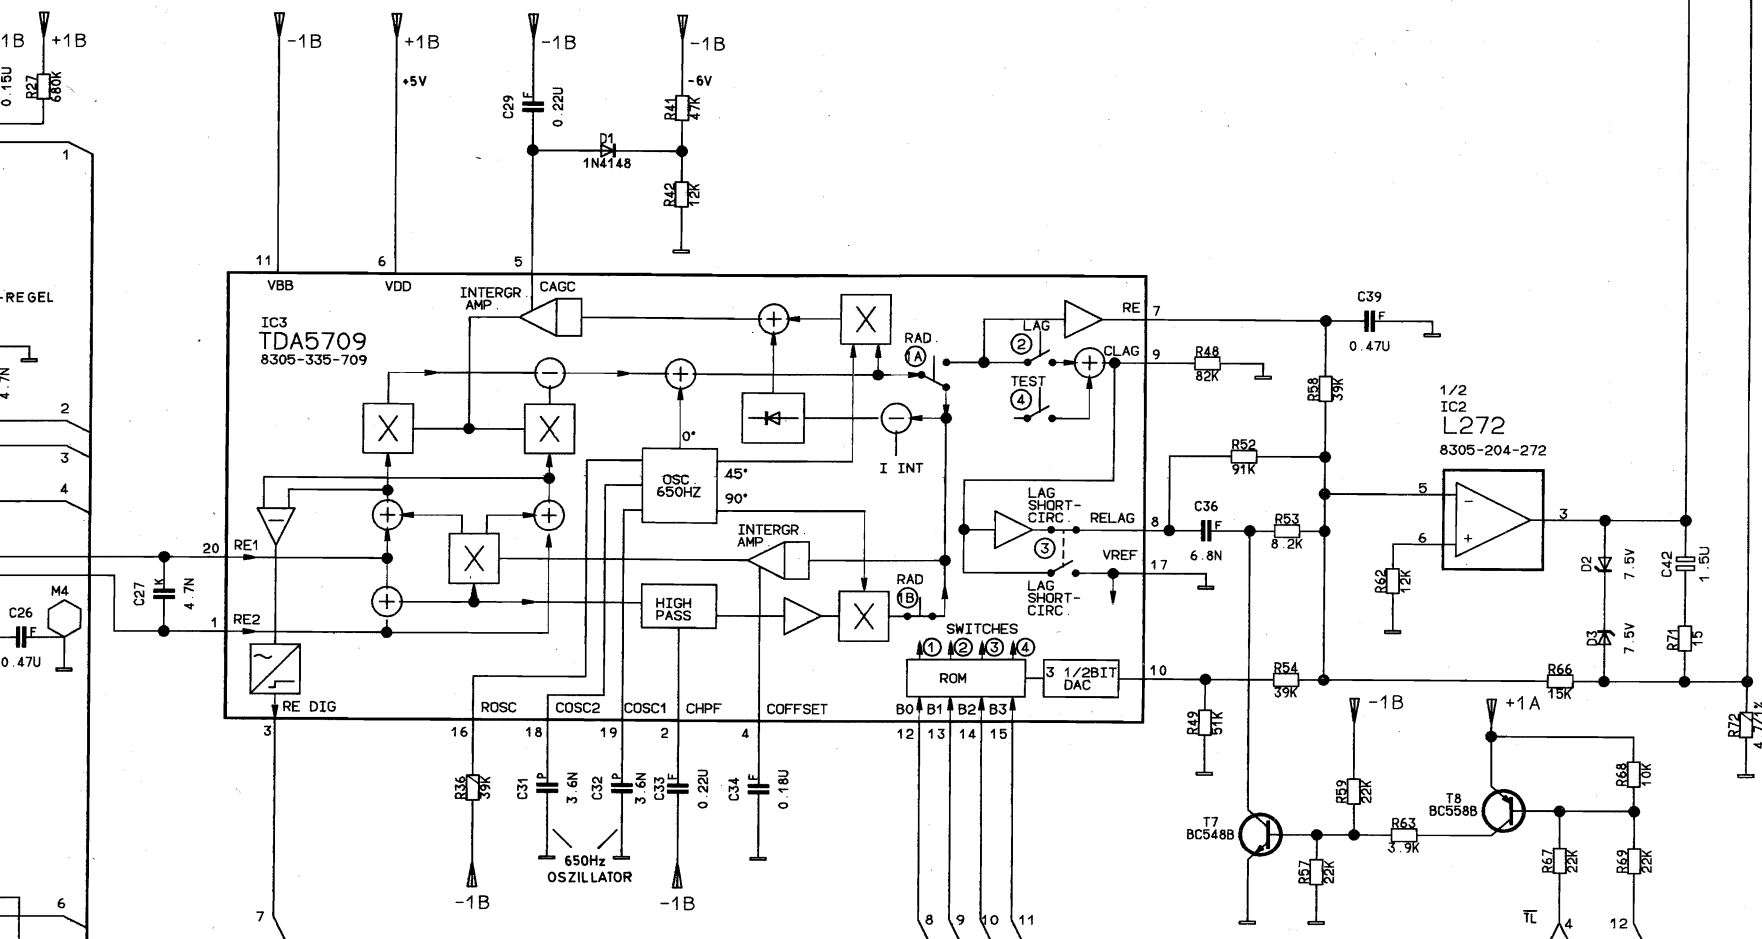 1B
+1B
-1B
+1B
-1B
-1B
0.15U
R27
680K
+5V
C29
F
0.22U
-6V
R41
47K
D1
1N4148
R42
12K
1
11
6
5
VBB
VDD
CAGC
INTERGR.
AMP.
-REGEL
IC3
TDA5709
8305-335-709
RAD
1A
LAG
2
RE
7
C39
F
0.47U
CLAG
9
R48
82K
R58
39K
TEST
4
4.7N
2
3
4
0°
45°
90°
OSC.
650HZ
I INT
1/2
IC2
L272
8305-204-272
R52
91K
5
6
3
LAG
SHORT-
CIRC.
RELAG
8
C36
F
6.8N
R53
8.2K
3
VREF
17
LAG
SHORT-
CIRC.
INTERGR.
AMP.
20
RE1
C27
K
4.7N
1
RE2
M4
C26
F
0.47U
HIGH
PASS
RAD
1B
R62
12K
D2
7.5V
D3
7.5V
C42
1.5U
R71
15
SWITCHES
1
2
3
4
ROM
3 1/2BIT
DAC
10
R54
39K
R66
15K
R49
51K
RE DIG
ROSC
COSC2
COSC1
CHPF
COFFSET
B0
B1
B2
B3
3
16
18
19
2
4
12
13
14
15
R36
39K
C31
P
3.6N
C32
P
3.6N
C33
F
0.22U
C34
F
0.18U
650Hz
OSZILLATOR
-1B
-1B
-1B
+1A
R72
4.7/1%
R59
22K
R68
10K
T8
BC558B
T7
BC548B
R63
3.9K
R57
22K
R67
22K
R69
22K
6
7
8
9
10
11
TL
4
12